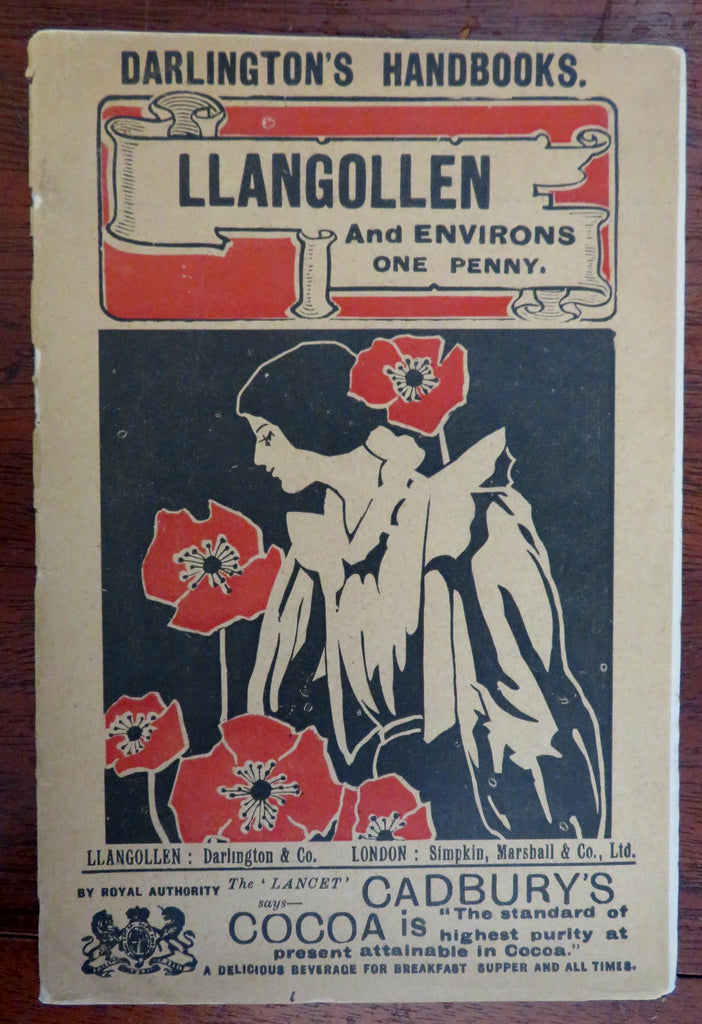 DARLINGTON'S HANDBOOKS.
LLANGOLLEN
And ENVIRONS
ONE PENNY.
LLANGOLLEN : Darlington & Co. LONDON : Simpkin, Marshall & Co., Ltd.
BY ROYAL AUTHORITY The 'LANCET' says— CADBURY'S
COCOA is "The standard of
highest purity at
present attainable in Cocoa."
A DELICIOUS BEVERAGE FOR BREAKFAST SUPPER AND ALL TIMES.